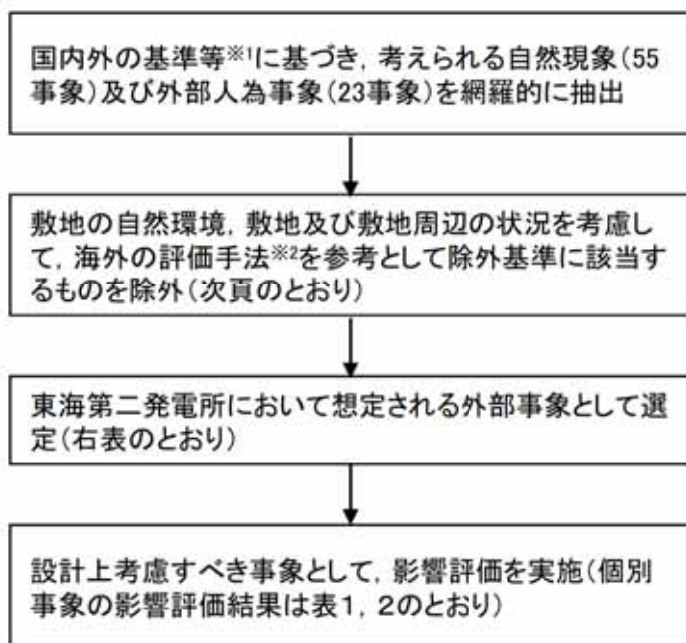 国内外の基準等※1に基づき，考えられる自然現象(55
事象)及び外部人為事象(23事象)を網羅的に抽出
敷地の自然環境，敷地及び敷地周辺の状況を考慮し
て，海外の評価手法※2を参考として除外基準に該当す
るものを除外(次頁のとおり)
東海第二発電所において想定される外部事象として選
定(右表のとおり)
設計上考慮すべき事象として，影響評価を実施(個別
事象の影響評価結果は表1，2のとおり)